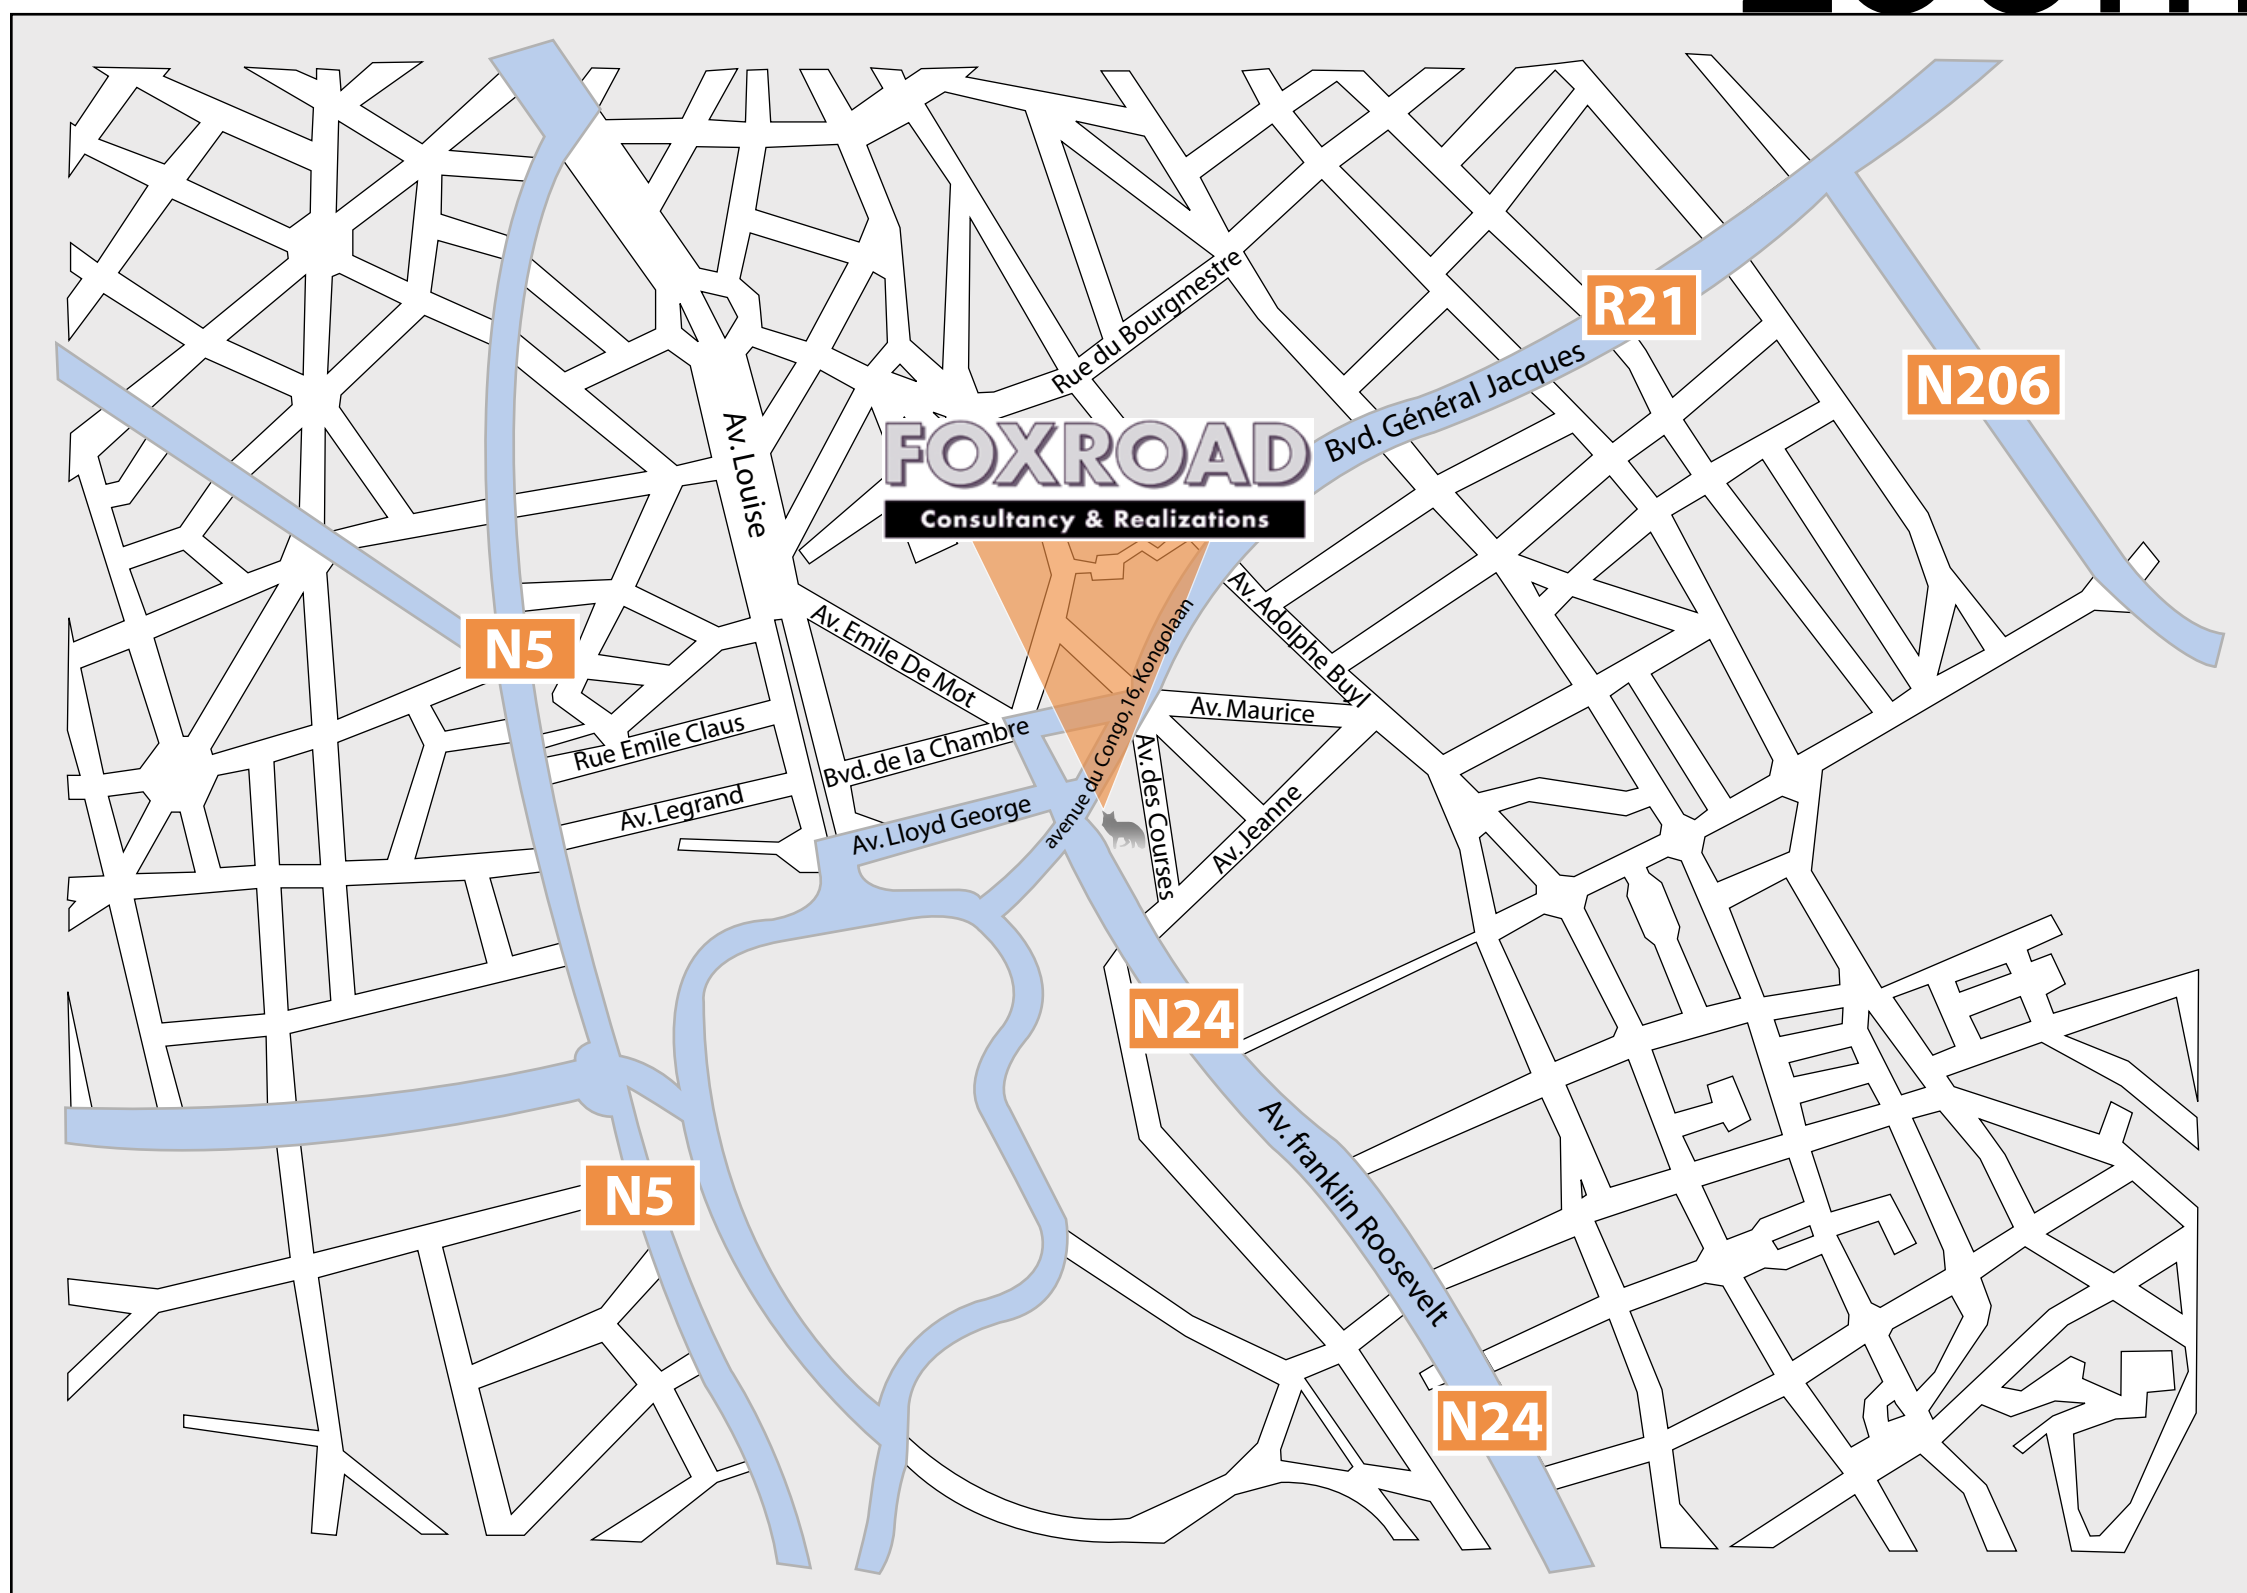 Rue du Bourgmestre
R21
N206
Bvd. Général Jacques
Av. Louise
FOXROAD
Consultancy & Realizations
Av. Adolphe Buyl
Av. Emile De Mot
avenue du Congo, 16, Kongolaan
N5
Av. Maurice
Rue Emile Claus
Bvd. de la Chambre
Av. des Courses
Av. Legrand
Av. Lloyd George
Av. Jeanne
N24
Av. franklin Roosevelt
N5
N24